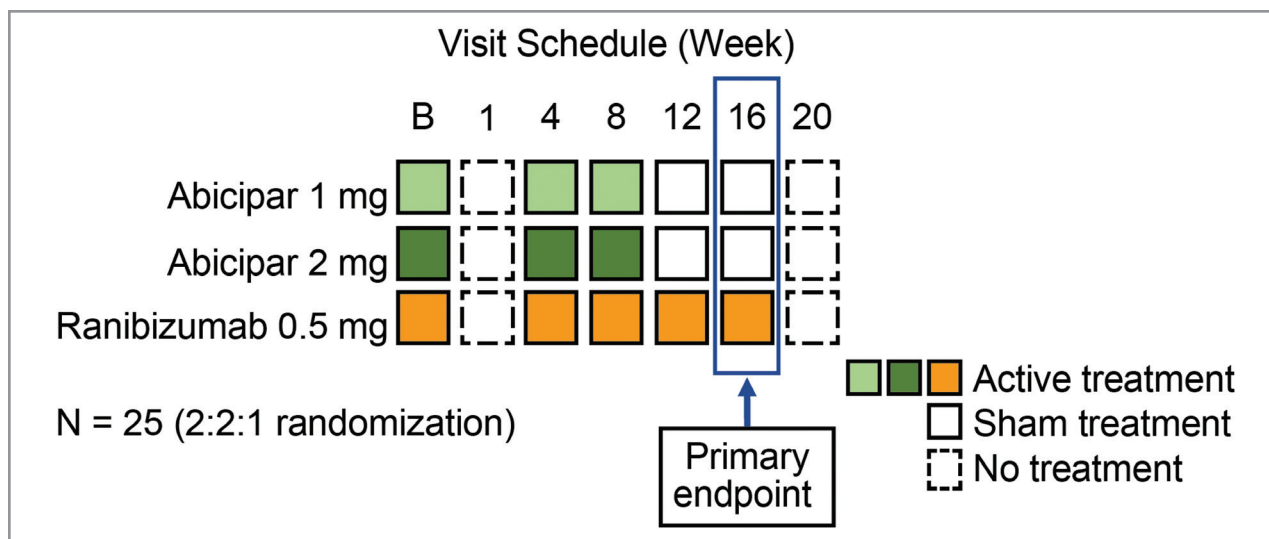 Visit Schedule (Week)
B 1 4 8 12 16 20
Abicipar 1 mg
Abicipar 2 mg
Ranibizumab 0.5 mg
Active treatment
N = 25 (2:2:1 randomization)
Sham treatment
Primary
endpoint
No treatment